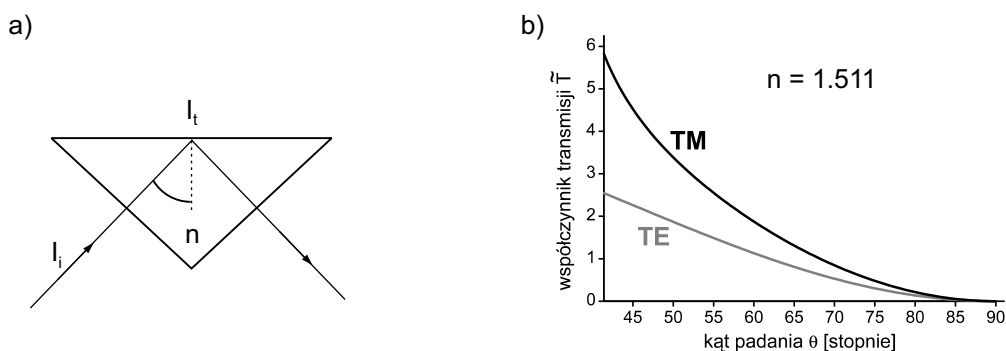 a)
I_t
n
I_i
b)
współczynnik transmisji T̃
6
5
4
3
2
1
0
n = 1.511
TM
TE
45 50 55 60 65 70 75 80 85 90
kąt padania θ [stopnie]